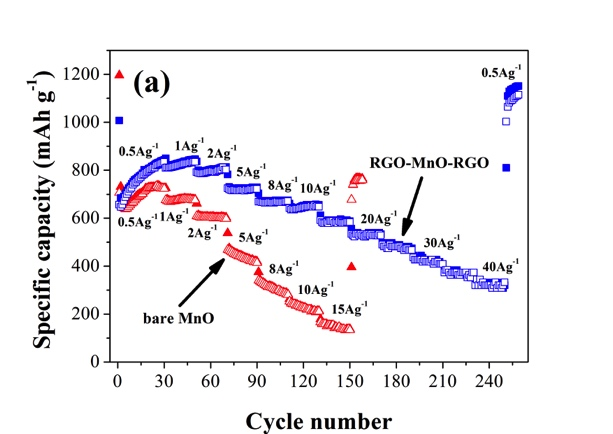 (a)
Specific capacity (mAh g-1)
1200
1000
800
600
400
200
0
0.5Ag-1
0.5Ag-1
1Ag-1
2Ag-1
5Ag-1
8Ag-1
10Ag-1
RGO-MnO-RGO
20Ag-1
30Ag-1
40Ag-1
0.5Ag-1
1Ag-1
2Ag-1
5Ag-1
8Ag-1
10Ag-1
15Ag-1
bare MnO
0
30
60
90
120
150
180
210
240
Cycle number